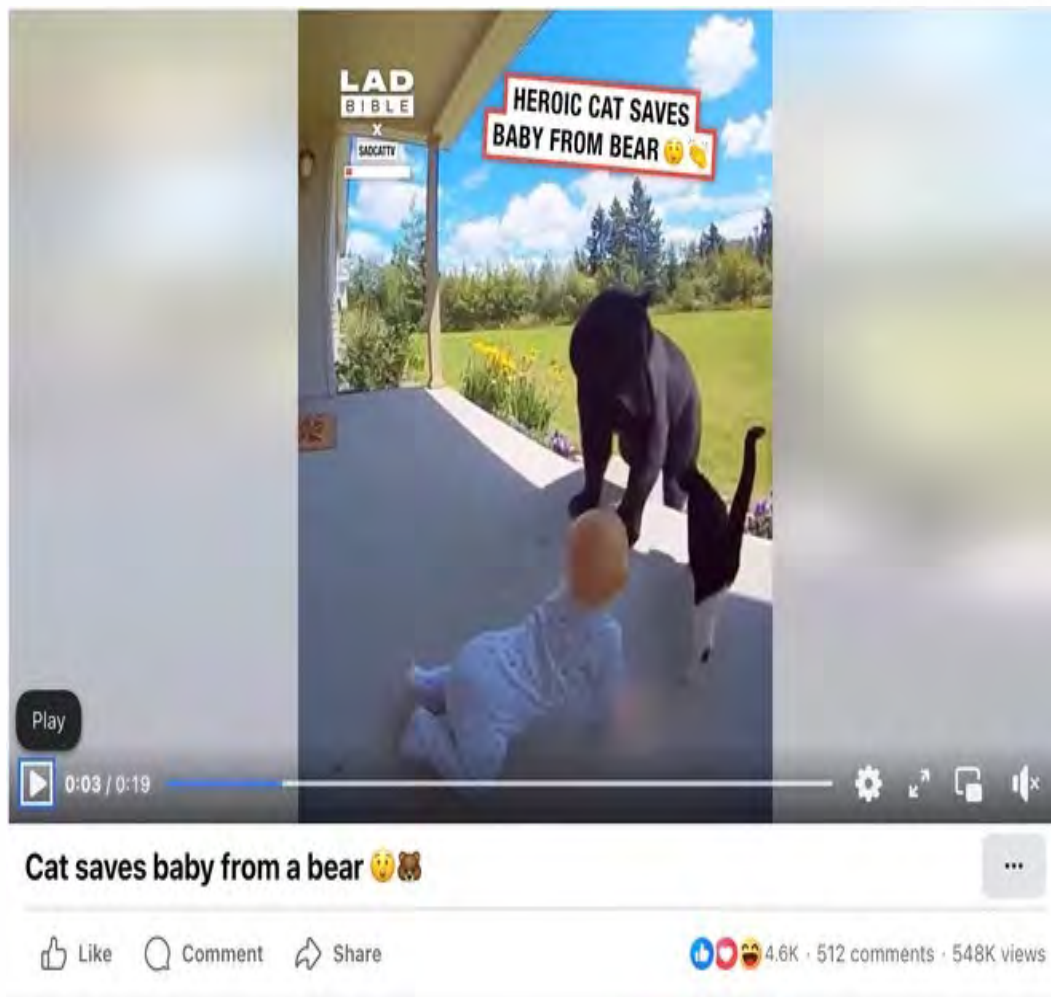 LAD
BIBLE
X
SADCATTV
HEROIC CAT SAVES
BABY FROM BEAR 😲👏
Play
0:03 / 0:19
Cat saves baby from a bear 😲🐻
Like Comment Share 4.6K · 512 comments · 548K views